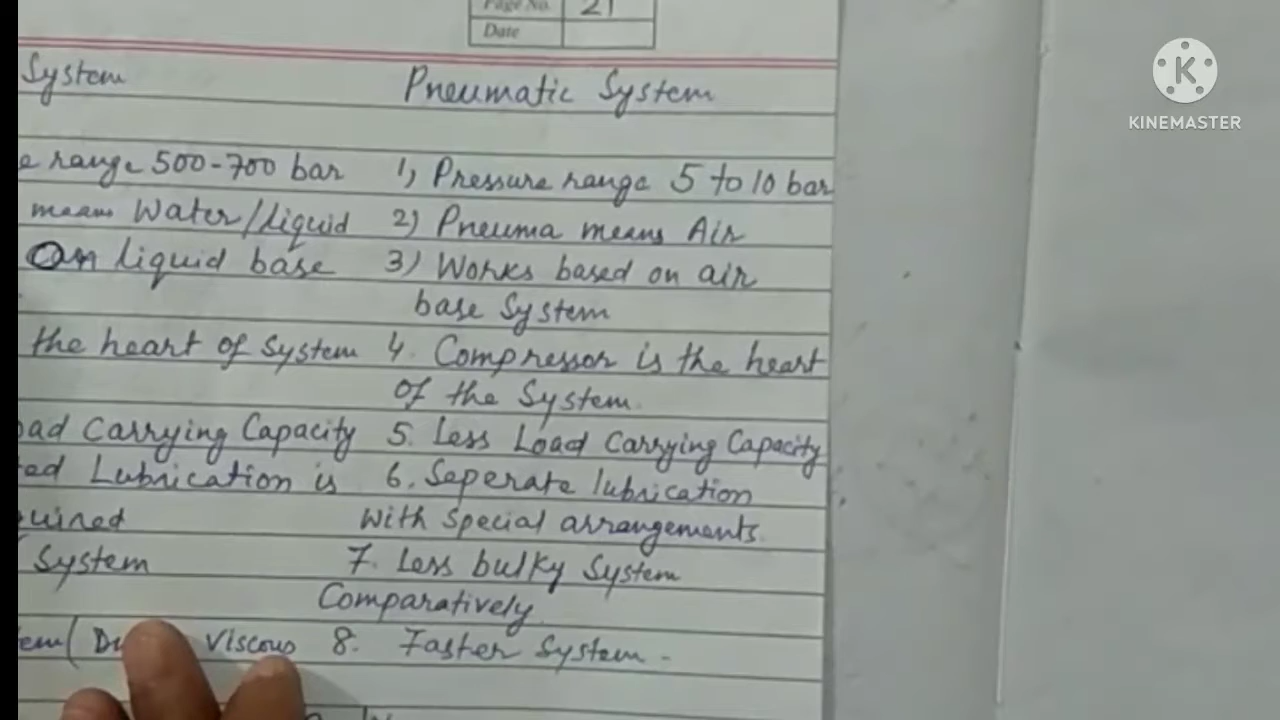 Page No. 21
Date
System Pneumatic System
KINEMASTER
range 500-700 bar 1) Pressure range 5 to 10 bar
means Water/liquid 2) Pneuma means Air
On liquid base 3) Works based on air
base System
the heart of System 4. Compressor is the heart
of the System.
Carrying Capacity 5. Less Load Carrying Capacity
Lubrication is 6. Seperate lubrication
With special arrangements.
System 7. Less bulky System
Comparatively
Viscous 8. Faster System -